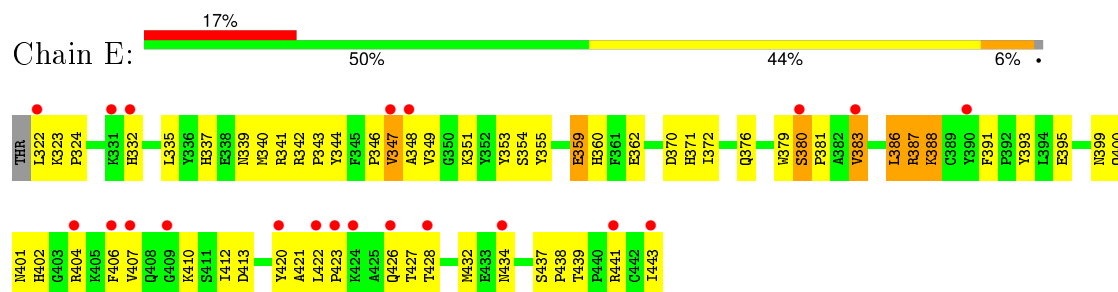 17%
Chain E:
50% 44% 6% •
THR L322 K323 P324 K331 H332 L335 Y336 H337 E338 N339 M340 R341 R342 P343 Y344 F345 P346 V347 A348 V349 G350 K351 Y352 Y353 S354 Y355 E359 H360 F361 E362 D370 H371 I372 Q376 W379 S380 P381 A382 V383 L386 R387 K388 C389 Y390 F391 P392 Y393 I394 E395 N399 Q400
N401 H402 G403 R404 K405 F406 V407 Q408 G409 K410 S411 I412 D413 Y420 A421 L422 P423 K424 A425 Q426 T427 T428 M432 E433 N434 S437 P438 T439 P440 R441 C442 I443